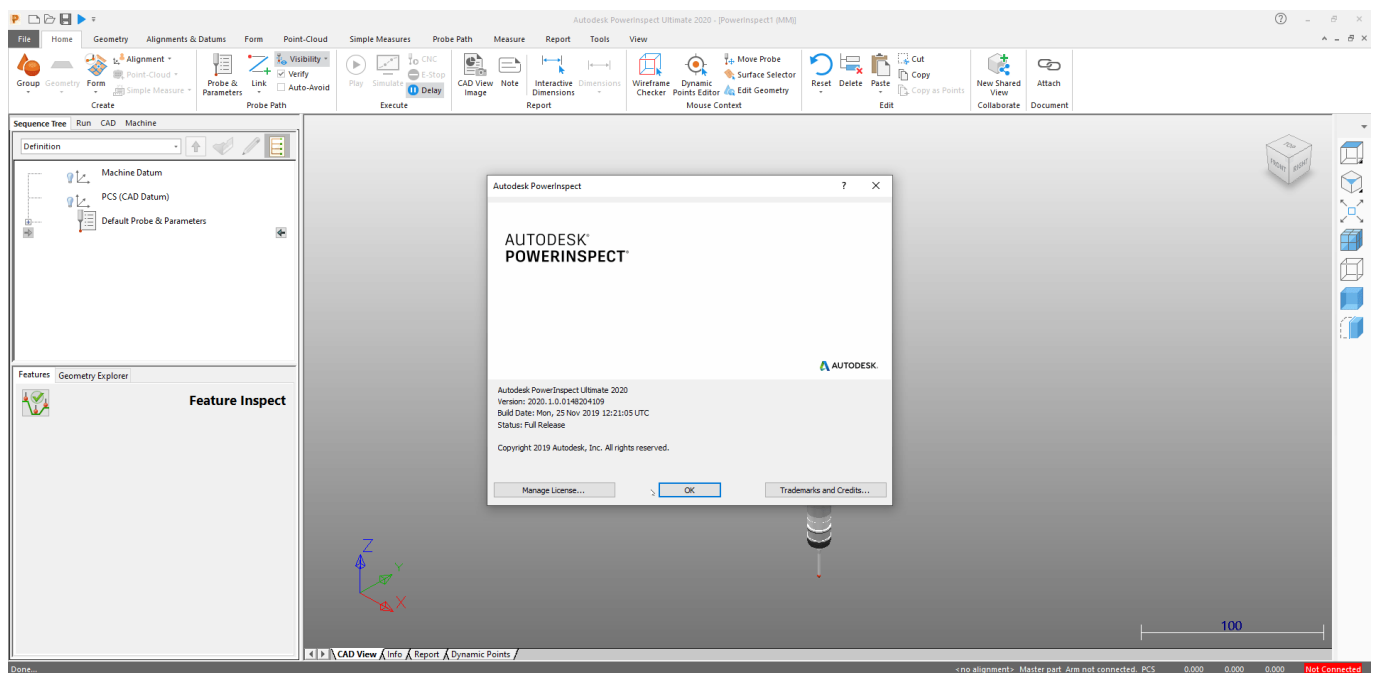 Autodesk PowerInspect Ultimate 2020 - [PowerInspect1 (MM)]
File Home Geometry Alignments & Datums Form Point-Cloud Simple Measures Probe Path Measure Report Tools View
Alignment
Point-Cloud
Simple Measure
Group Geometry Form
Create
Probe & Parameters
Link
Visibility
Verify
Auto-Avoid
Probe Path
Play Simulate
CNC
E-Stop
Delay
Execute
CAD View Image
Note
Interactive Dimensions
Dimensions
Report
Wireframe Checker
Dynamic Points Editor
Move Probe
Surface Selector
Edit Geometry
Mouse Context
Reset Delete Paste
Cut
Copy
Copy as Points
Edit
New Shared View
Collaborate
Attach
Document
Sequence Tree Run CAD Machine
Definition
Machine Datum
PCS (CAD Datum)
Default Probe & Parameters
Features Geometry Explorer
Feature Inspect
TOP
FRONT RIGHT
Autodesk PowerInspect ? X
AUTODESK®
POWERINSPECT®
AUTODESK.
Autodesk PowerInspect Ultimate 2020
Version: 2020.1.0.0148204109
Build Date: Mon, 25 Nov 2019 12:21:05 UTC
Status: Full Release
Copyright 2019 Autodesk, Inc. All rights reserved.
Manage License... OK Trademarks and Credits...
Z
Y
X
100
CAD View Info Report Dynamic Points
Done... <no alignment> Master part Arm not connected. PCS 0.000 0.000 0.000 Not Connected